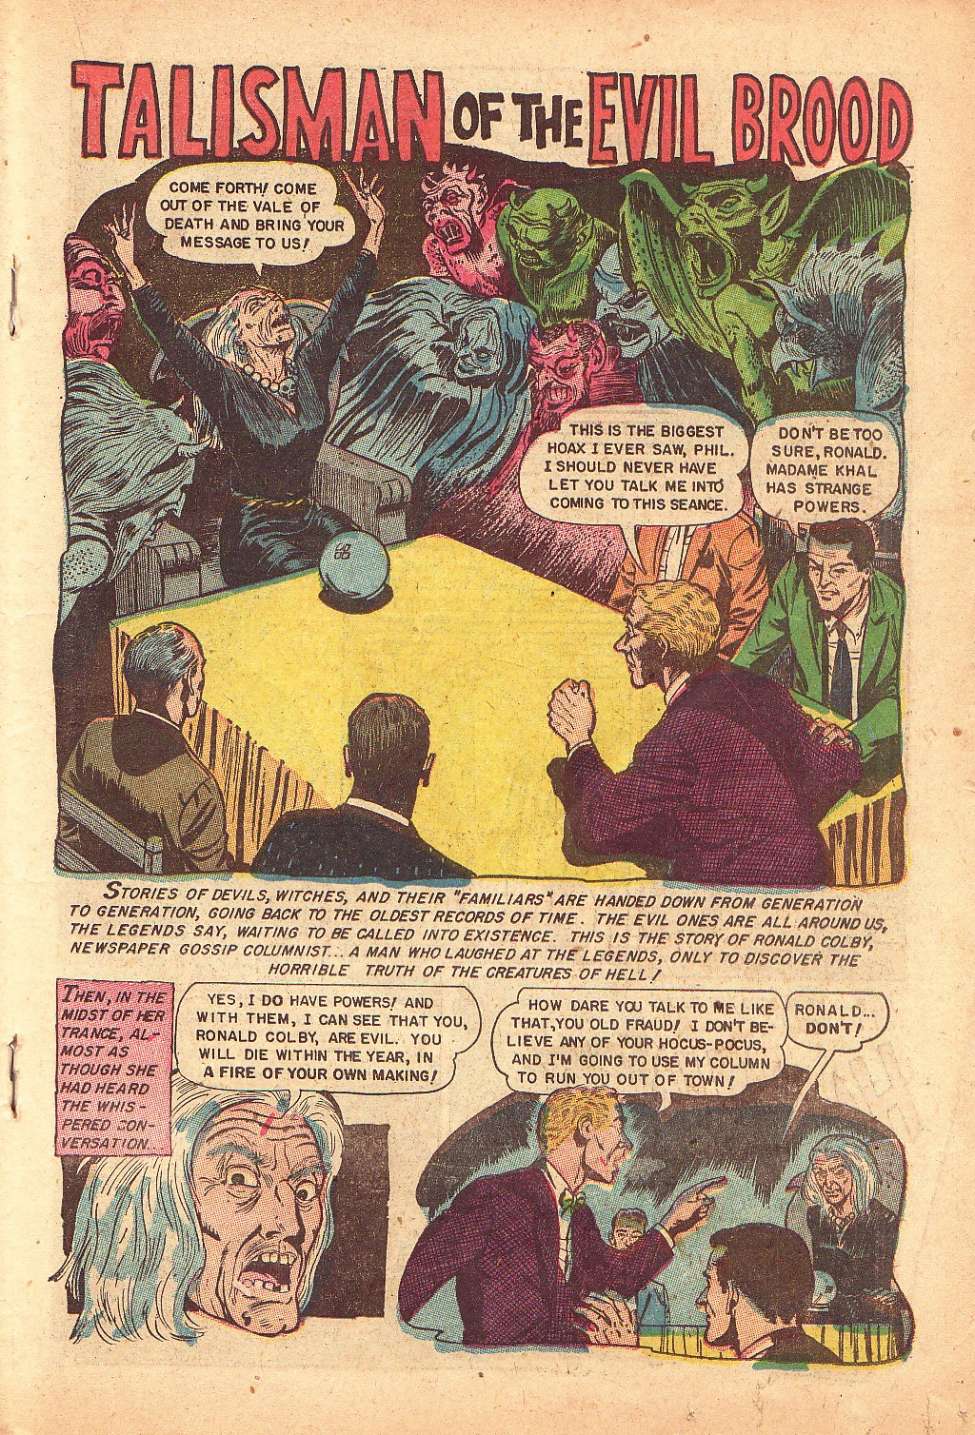 TALISMAN OF THE EVIL BROOD
COME FORTH! COME
OUT OF THE VALE OF
DEATH AND BRING YOUR
MESSAGE TO US!
THIS IS THE BIGGEST
HOAX I EVER SAW, PHIL.
I SHOULD NEVER HAVE
LET YOU TALK ME INTO
COMING TO THIS SEANCE.
DON'T BE TOO
SURE, RONALD.
MADAME KHAL
HAS STRANGE
POWERS.
STORIES OF DEVILS, WITCHES, AND THEIR "FAMILIARS" ARE HANDED DOWN FROM GENERATION
TO GENERATION, GOING BACK TO THE OLDEST RECORDS OF TIME. THE EVIL ONES ARE ALL AROUND US,
THE LEGENDS SAY, WAITING TO BE CALLED INTO EXISTENCE. THIS IS THE STORY OF RONALD COLBY,
NEWSPAPER GOSSIP COLUMNIST... A MAN WHO LAUGHED AT THE LEGENDS, ONLY TO DISCOVER THE
HORRIBLE TRUTH OF THE CREATURES OF HELL!
THEN, IN THE
MIDST OF HER
TRANCE, AL-
MOST AS
THOUGH SHE
HAD HEARD
THE WHIS-
PERED CON-
VERSATION.
YES, I DO HAVE POWERS! AND
WITH THEM, I CAN SEE THAT YOU,
RONALD COLBY, ARE EVIL. YOU
WILL DIE WITHIN THE YEAR, IN
A FIRE OF YOUR OWN MAKING!
HOW DARE YOU TALK TO ME LIKE
THAT, YOU OLD FRAUD! I DON'T BE-
LIEVE ANY OF YOUR HOCUS-POCUS,
AND I'M GOING TO USE MY COLUMN
TO RUN YOU OUT OF TOWN!
RONALD...
DON'T!